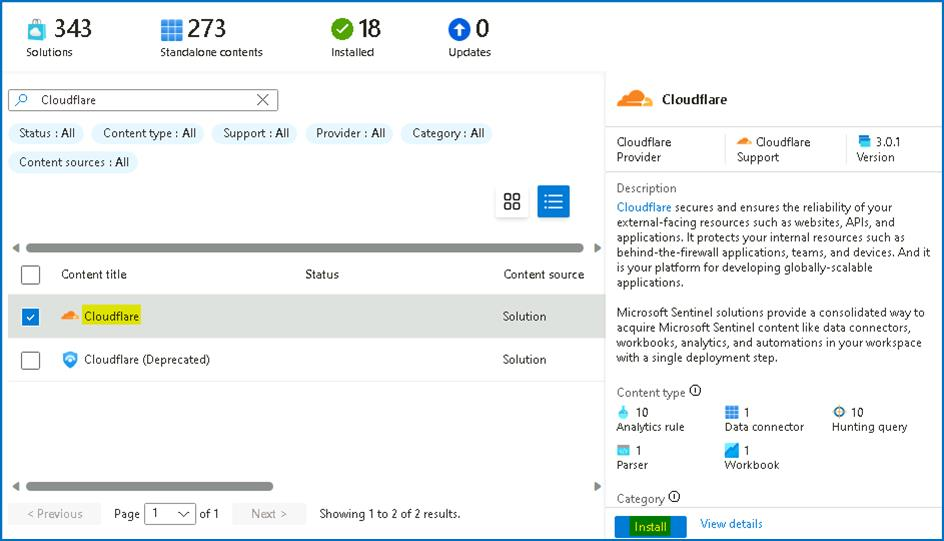 343 273 18 0
Solutions Standalone contents Installed Updates
Cloudflare
Status : All Content type : All Support : All Provider : All Category : All
Content sources : All
Content title Status Content source
Cloudflare Solution
Cloudflare (Deprecated) Solution
< Previous Page 1 of 1 Next > Showing 1 to 2 of 2 results.
Cloudflare
Cloudflare Cloudflare 3.0.1
Provider Support Version
Description
Cloudflare secures and ensures the reliability of your
external-facing resources such as websites, APIs, and
applications. It protects your internal resources such as
behind-the-firewall applications, teams, and devices. And it
is your platform for developing globally-scalable
applications.
Microsoft Sentinel solutions provide a consolidated way to
acquire Microsoft Sentinel content like data connectors,
workbooks, analytics, and automations in your workspace
with a single deployment step.
Content type
10 1 10
Analytics rule Data connector Hunting query
1 1
Parser Workbook
Category
Install View details